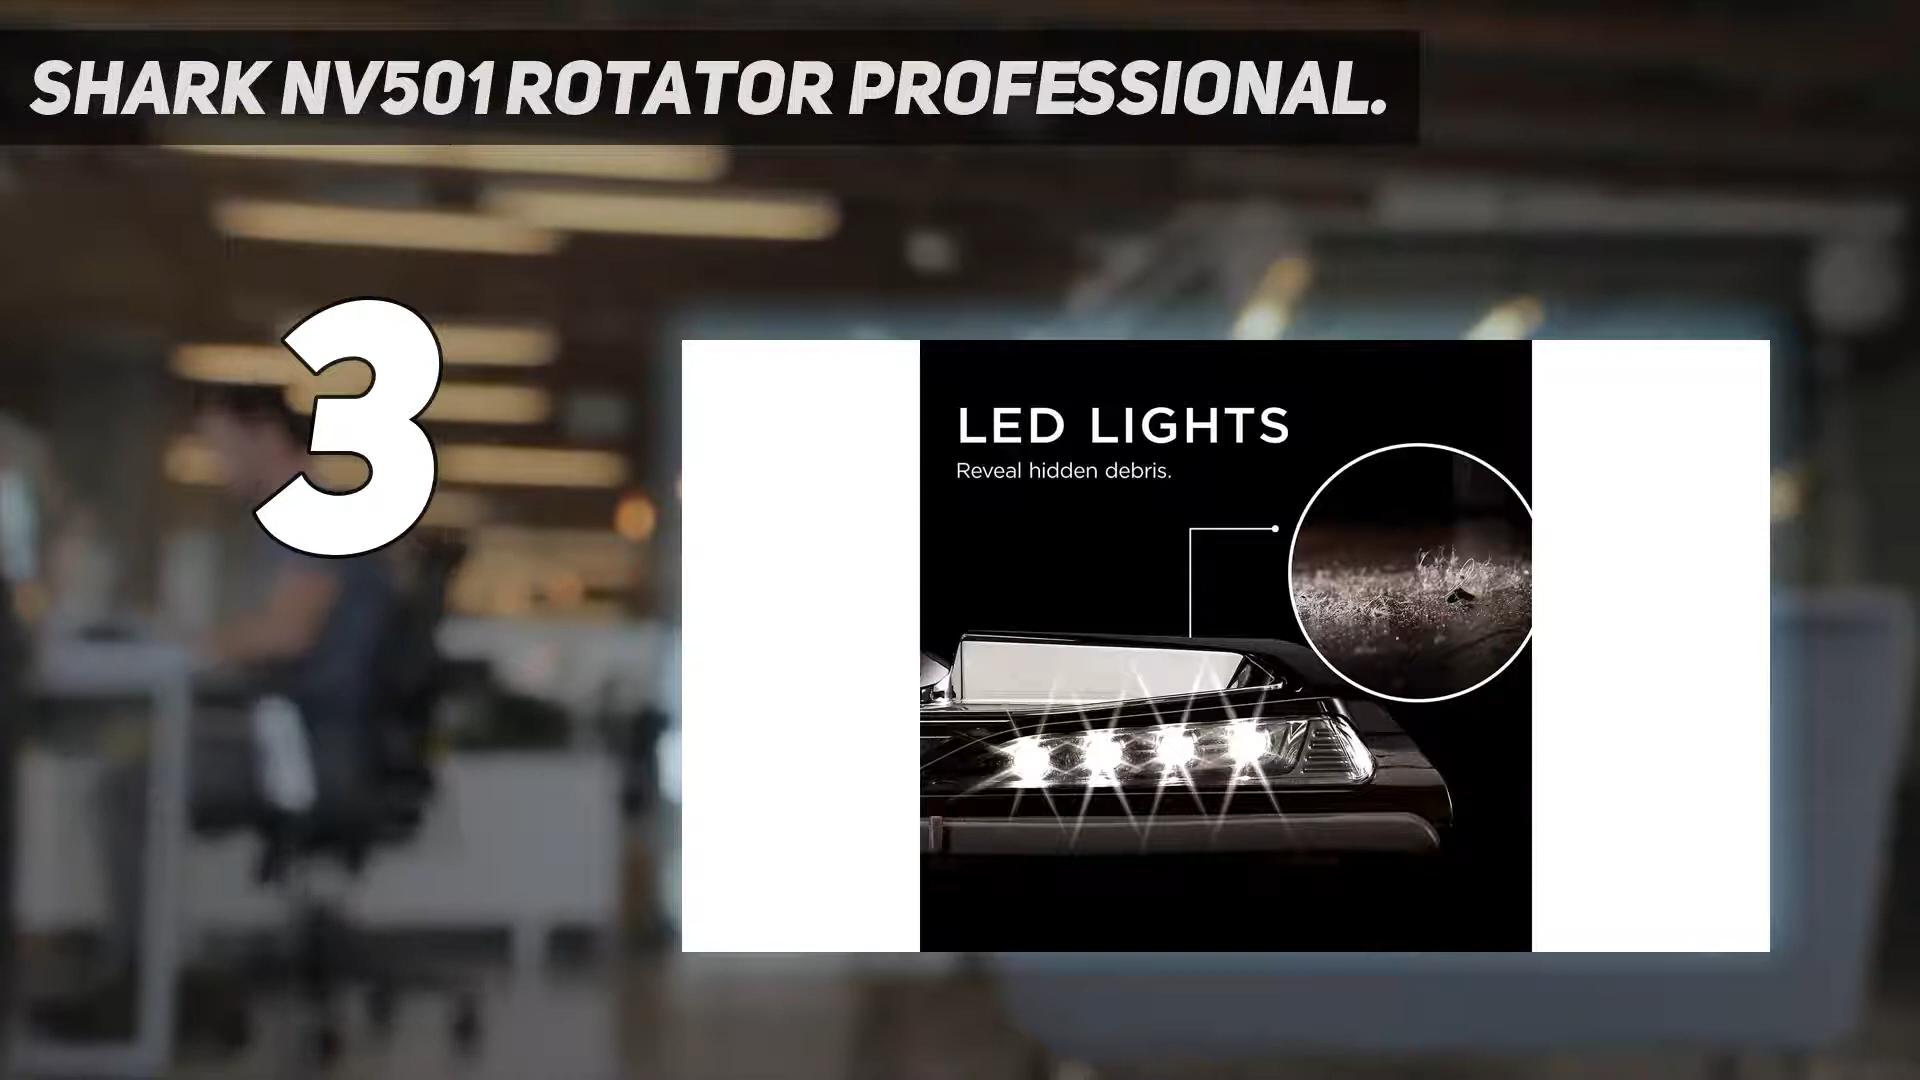 SHARK NV501 ROTATOR PROFESSIONAL.
3
LED LIGHTS
Reveal hidden debris.